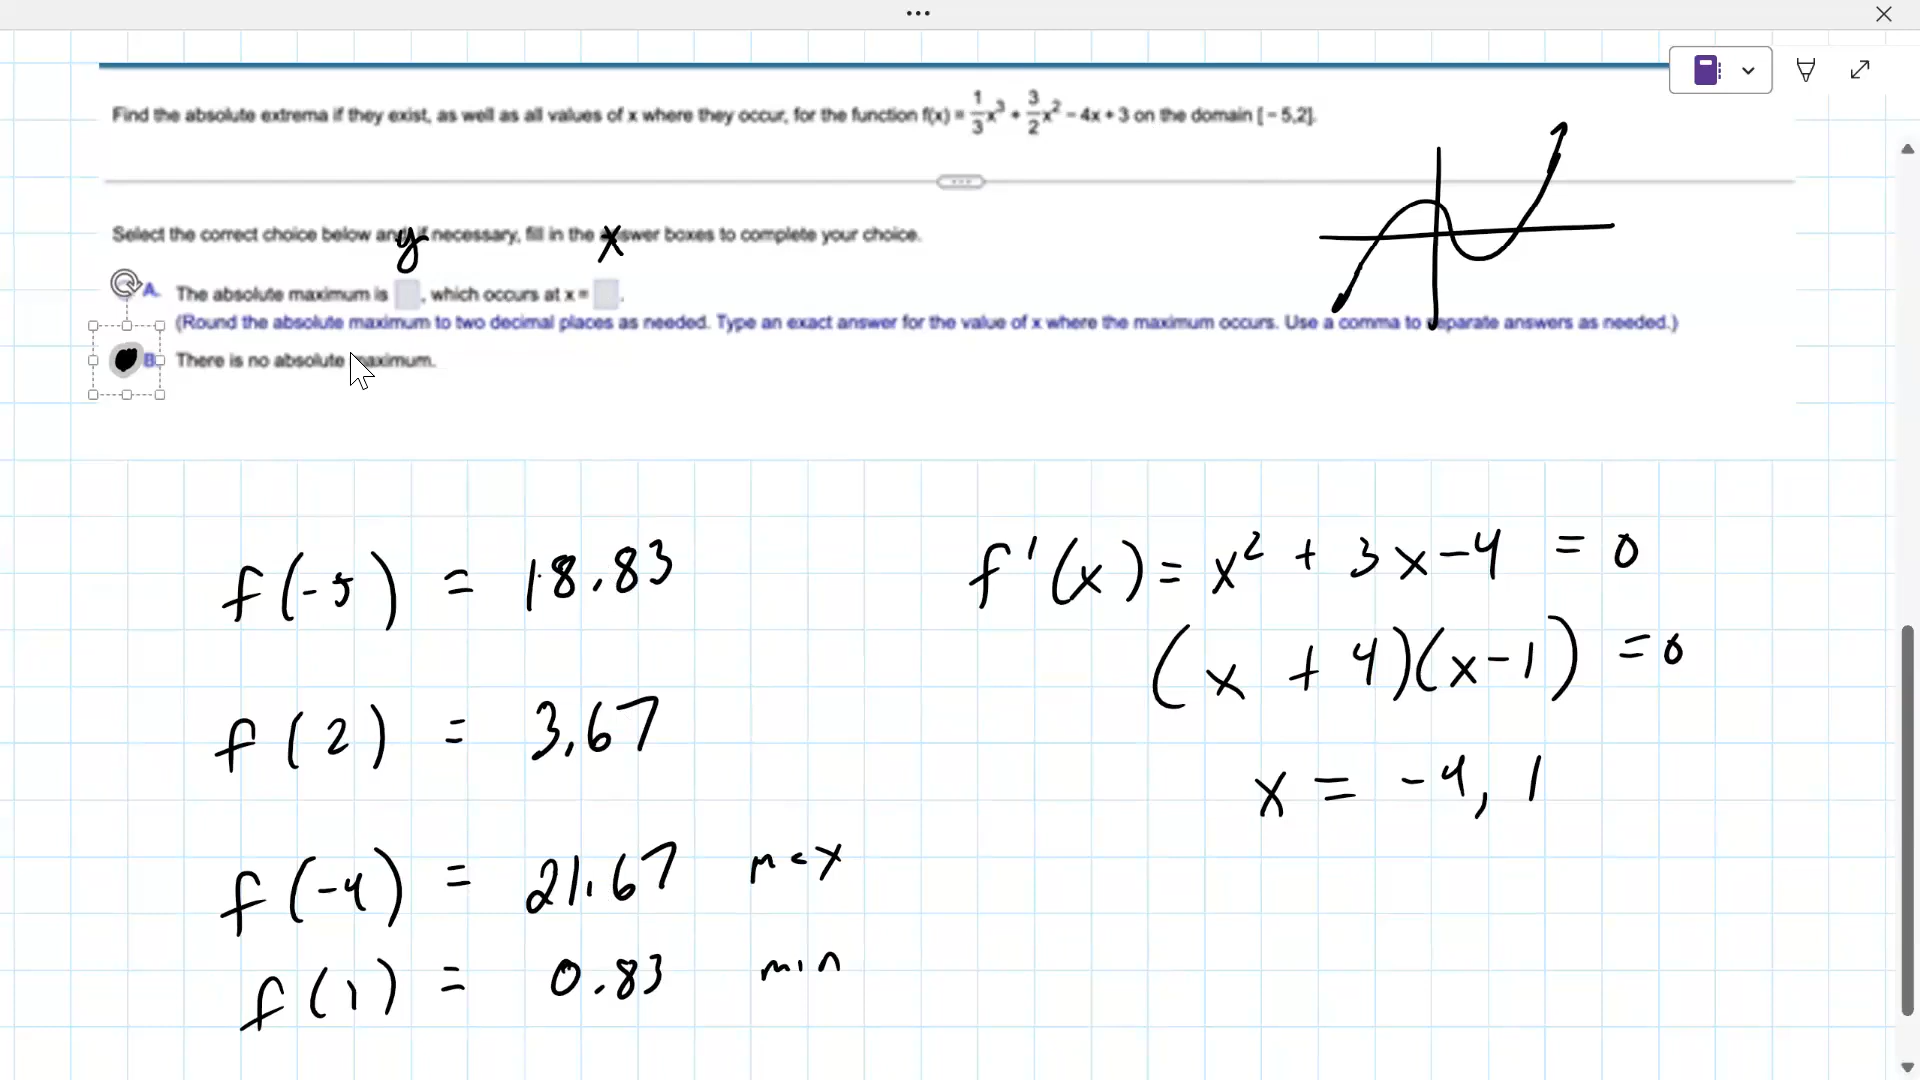 Find the absolute extrema if they exist, as well as all values of x where they occur, for the function f(x) = 1/3 x³ + 3/2 x² − 4x + 3 on the domain [ − 5,2].
Select the correct choice below and, if necessary, fill in the answer boxes to complete your choice.
y x
A. The absolute maximum is , which occurs at x = .
(Round the absolute maximum to two decimal places as needed. Type an exact answer for the value of x where the maximum occurs. Use a comma to separate answers as needed.)
B. There is no absolute maximum.
f(-5) = 18.83
f(2) = 3.67
f(-4) = 21.67 max
f(1) = 0.83 min
f'(x) = x² + 3x - 4 = 0
(x + 4)(x - 1) = 0
x = -4, 1